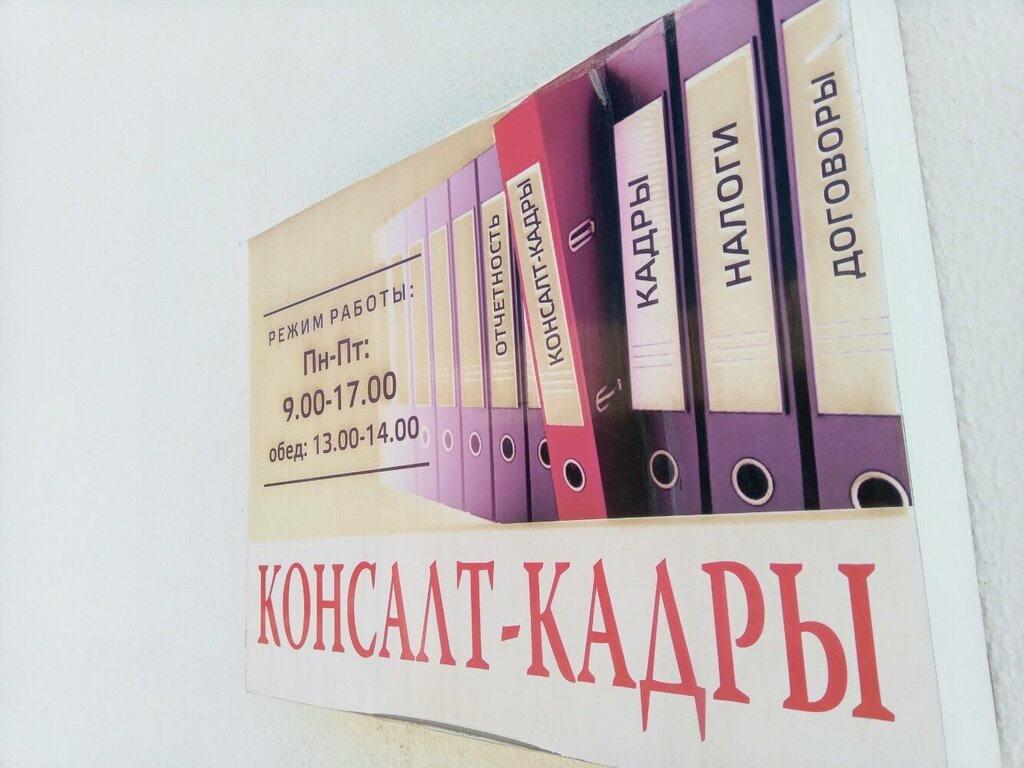 РЕЖИМ РАБОТЫ:
Пн-Пт:
9.00-17.00
обед: 13.00-14.00
ОТЧЕТНОСТЬ
КОНСАЛТ-КАДРЫ
КАДРЫ
НАЛОГИ
ДОГОВОРЫ
КОНСАЛТ-КАДРЫ